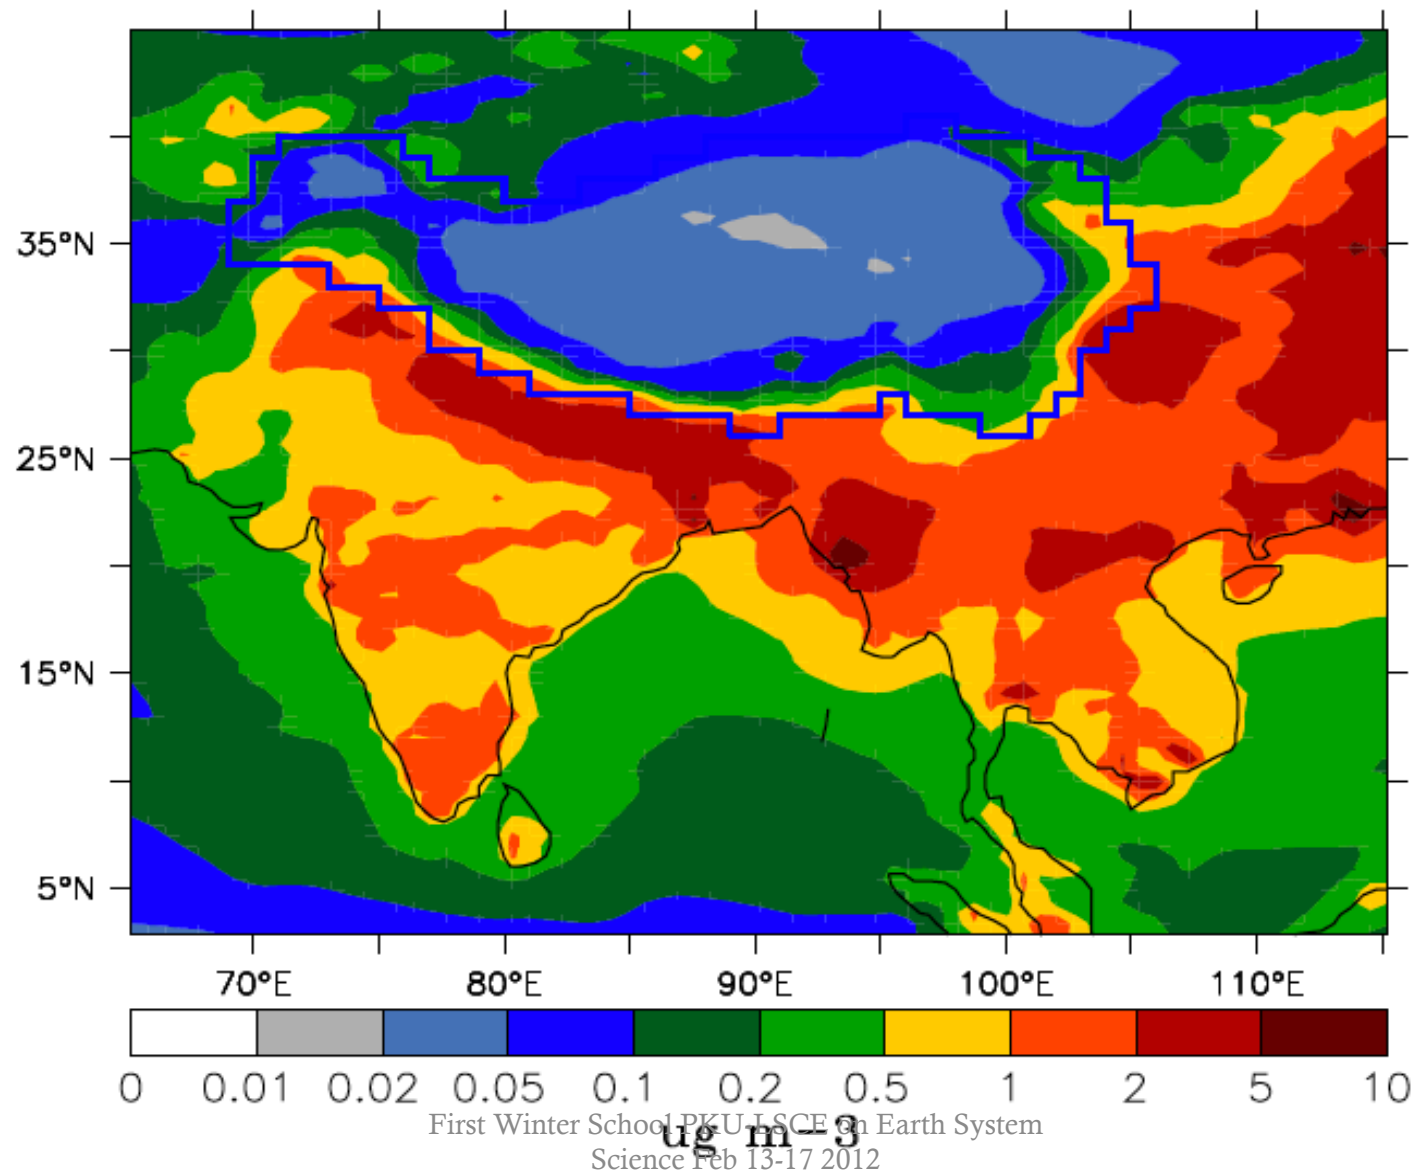 35°N
25°N
15°N
5°N
70°E 80°E 90°E 100°E 110°E
0 0.01 0.02 0.05 0.1 0.2 0.5 1 2 5 10
First Winter School PKU-LSCE on Earth System
ug m-3
Science Feb 13-17 2012